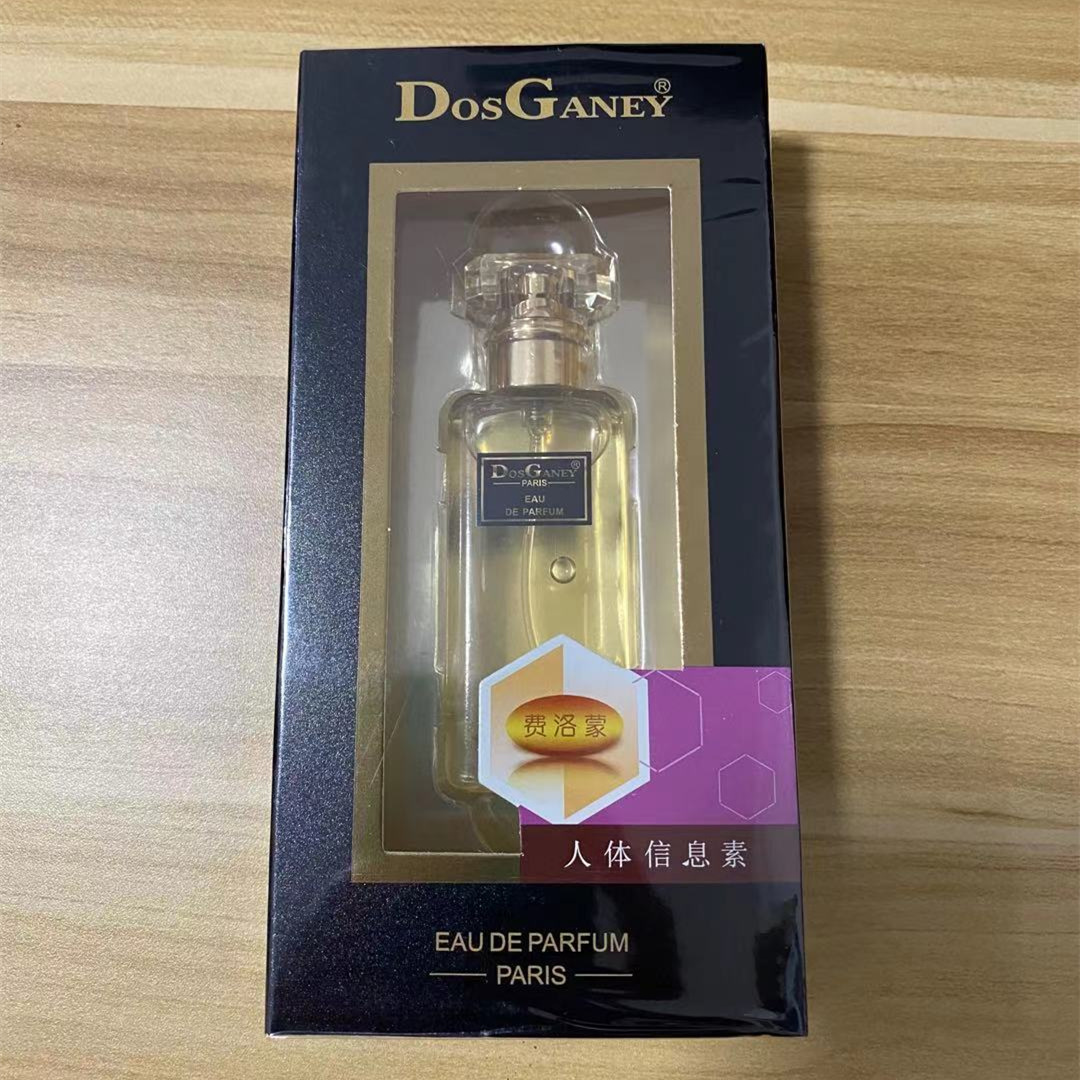 DOSGANEY®
DOSGANEY®
PARIS
EAU
DE PARFUM
费洛蒙
人体信息素
EAU DE PARFUM
PARIS